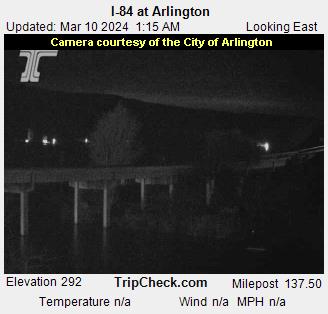 I-84 at Arlington
Updated: Mar 10 2024 1:15 AM Looking East
Camera courtesy of the City of Arlington
Elevation 292 TripCheck.com Milepost 137.50
Temperature n/a Wind n/a MPH n/a